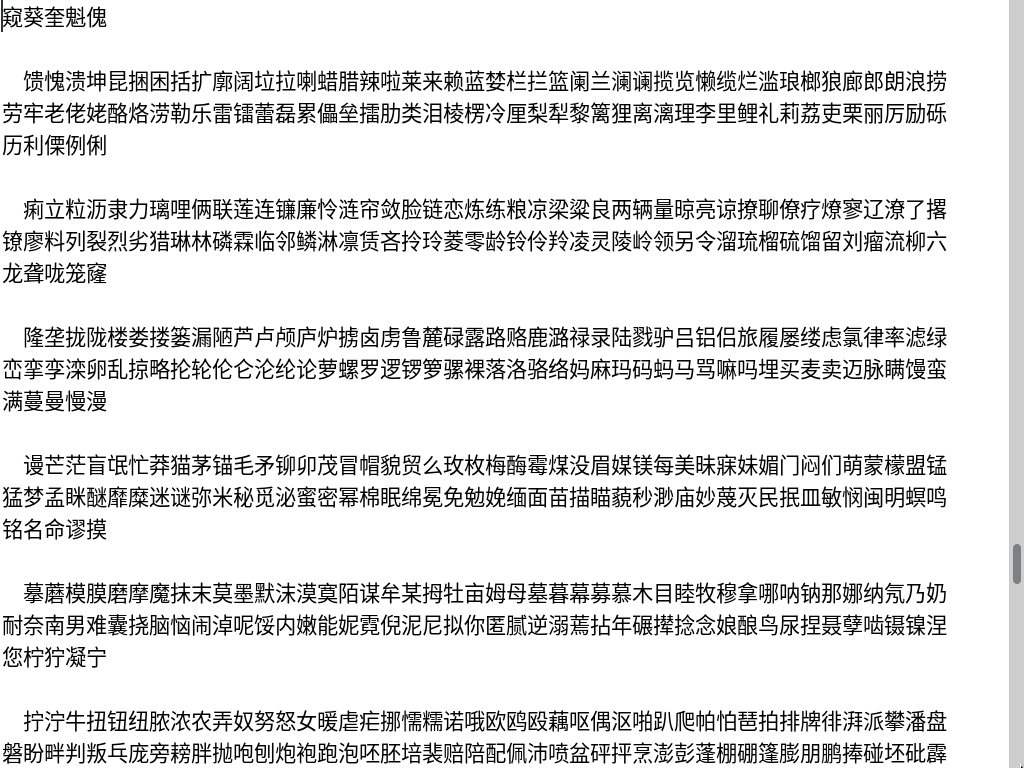 窥葵奎魁傀
馈愧溃坤昆捆困括扩廓阔垃拉喇蜡腊辣啦莱来赖蓝婪栏拦篮阑兰澜谰揽览懒缆烂滥琅榔狼廊郎朗浪捞
劳牢老佬姥酪烙涝勒乐雷镭蕾磊累儡垒擂肋类泪棱楞冷厘梨犁黎篱狸离漓理李里鲤礼莉荔吏栗丽厉励砾
历利傈例俐
痢立粒沥隶力璃哩俩联莲连镰廉怜涟帘敛脸链恋炼练粮凉梁粱良两辆量晾亮谅撩聊僚疗燎寥辽潦了撂
镣廖料列裂烈劣猎琳林磷霖临邻鳞淋凛赁吝拎玲菱零龄铃伶羚凌灵陵岭领另令溜琉榴硫馏留刘瘤流柳六
龙聋咙笼窿
隆垄拢陇楼娄搂篓漏陋芦卢颅庐炉掳卤虏鲁麓碌露路赂鹿潞禄录陆戮驴吕铝侣旅履屡缕虑氯律率滤绿
峦挛孪滦卵乱掠略抡轮伦仑沦纶论萝螺罗逻锣箩骡裸落洛骆络妈麻玛码蚂马骂嘛吗埋买麦卖迈脉瞒馒蛮
满蔓曼慢漫
谩芒茫盲氓忙莽猫茅锚毛矛铆卯茂冒帽貌贸么玫枚梅酶霉煤没眉媒镁每美昧寐妹媚门闷们萌蒙檬盟锰
猛梦孟眯醚靡糜迷谜弥米秘觅泌蜜密幂棉眠绵冕免勉娩缅面苗描瞄藐秒渺庙妙蔑灭民抿皿敏悯闽明螟鸣
铭名命谬摸
摹蘑模膜磨摩魔抹末莫墨默沫漠寞陌谋牟某拇牡亩姆母墓暮幕募慕木目睦牧穆拿哪呐钠那娜纳氖乃奶
耐奈南男难囊挠脑恼闹淖呢馁内嫩能妮霓倪泥尼拟你匿腻逆溺蔫拈年碾撵捻念娘酿鸟尿捏聂孽啮镊镍涅
您柠狞凝宁
拧泞牛扭钮纽脓浓农弄奴努怒女暖虐疟挪懦糯诺哦欧鸥殴藕呕偶沤啪趴爬帕怕琶拍排牌徘湃派攀潘盘
磐盼畔判叛乓庞旁耪胖抛咆刨炮袍跑泡呸胚培裴赔陪配佩沛喷盆砰抨烹澎彭蓬棚硼篷膨朋鹏捧碰坯砒霹